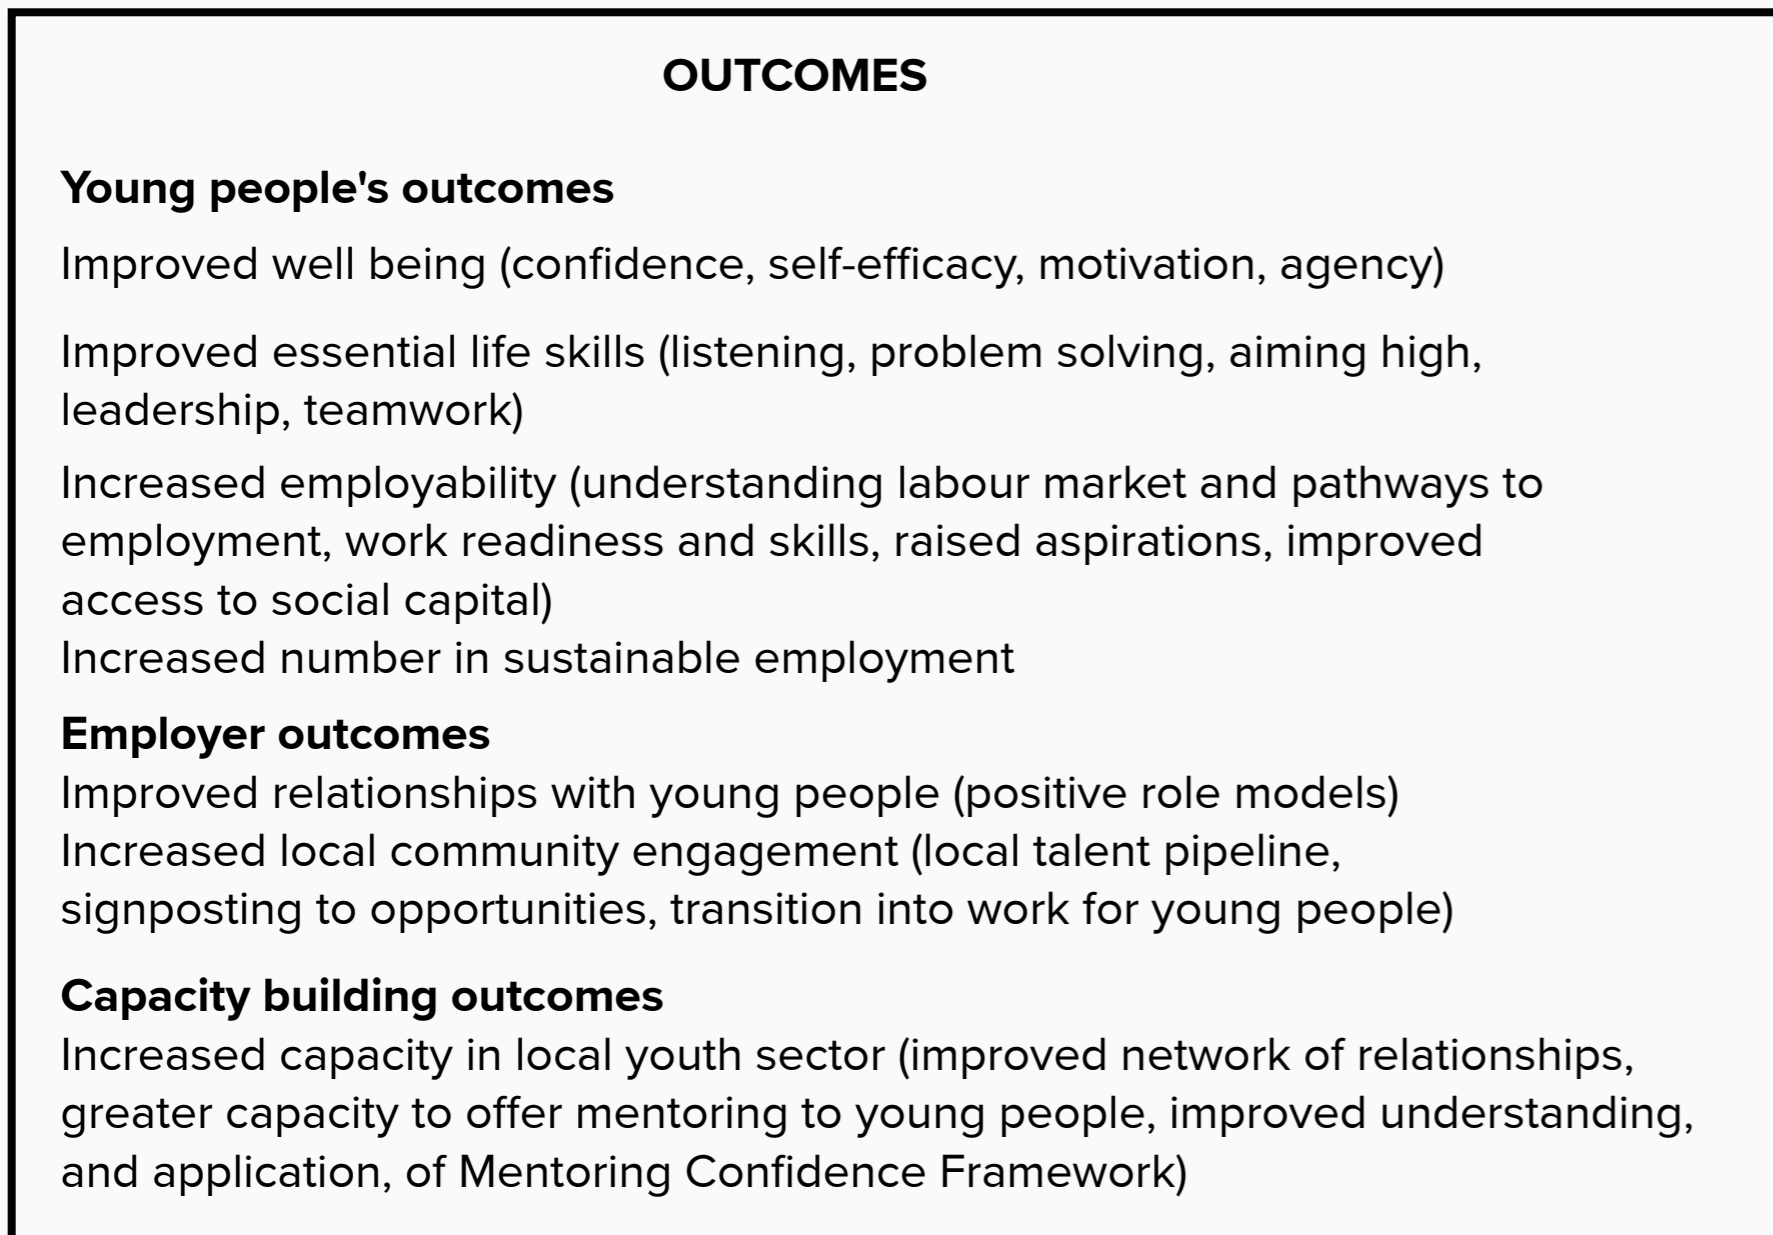 OUTCOMES
Young people's outcomes
Improved well being (confidence, self-efficacy, motivation, agency)
Improved essential life skills (listening, problem solving, aiming high,
leadership, teamwork)
Increased employability (understanding labour market and pathways to
employment, work readiness and skills, raised aspirations, improved
access to social capital)
Increased number in sustainable employment
Employer outcomes
Improved relationships with young people (positive role models)
Increased local community engagement (local talent pipeline,
signposting to opportunities, transition into work for young people)
Capacity building outcomes
Increased capacity in local youth sector (improved network of relationships,
greater capacity to offer mentoring to young people, improved understanding,
and application, of Mentoring Confidence Framework)